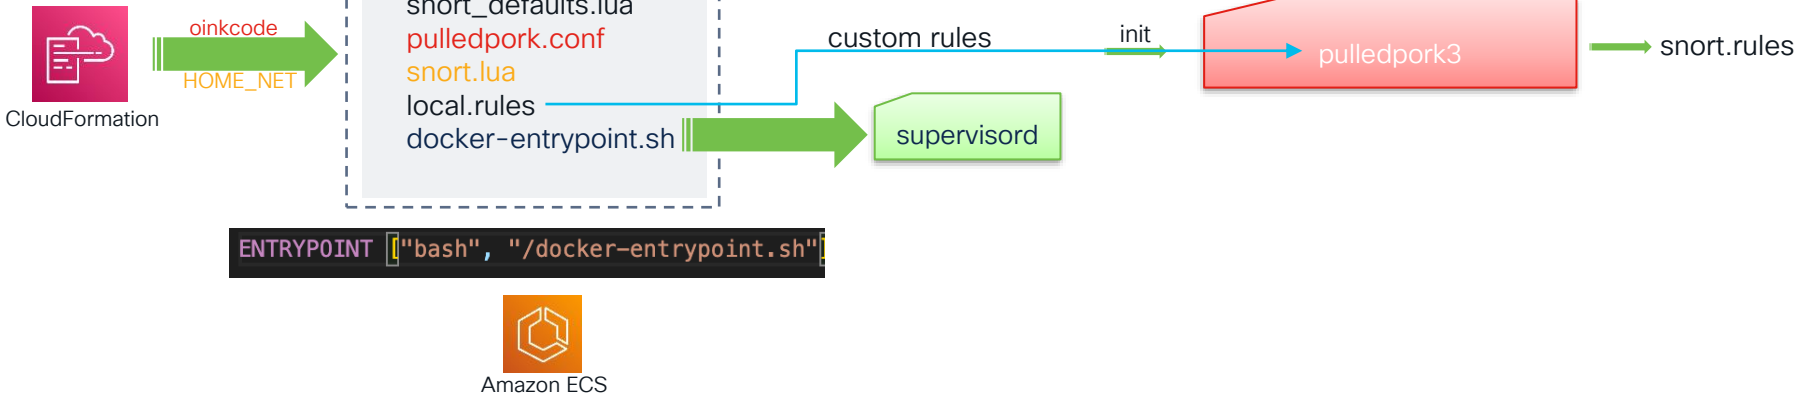 oinkcode
HOME_NET
CloudFormation
snort_defaults.lua
pulledpork.conf
snort.lua
local.rules
docker-entrypoint.sh
custom rules
init
pulledpork3
snort.rules
supervisord
ENTRYPOINT ["bash", "/docker-entrypoint.sh"]
Amazon ECS